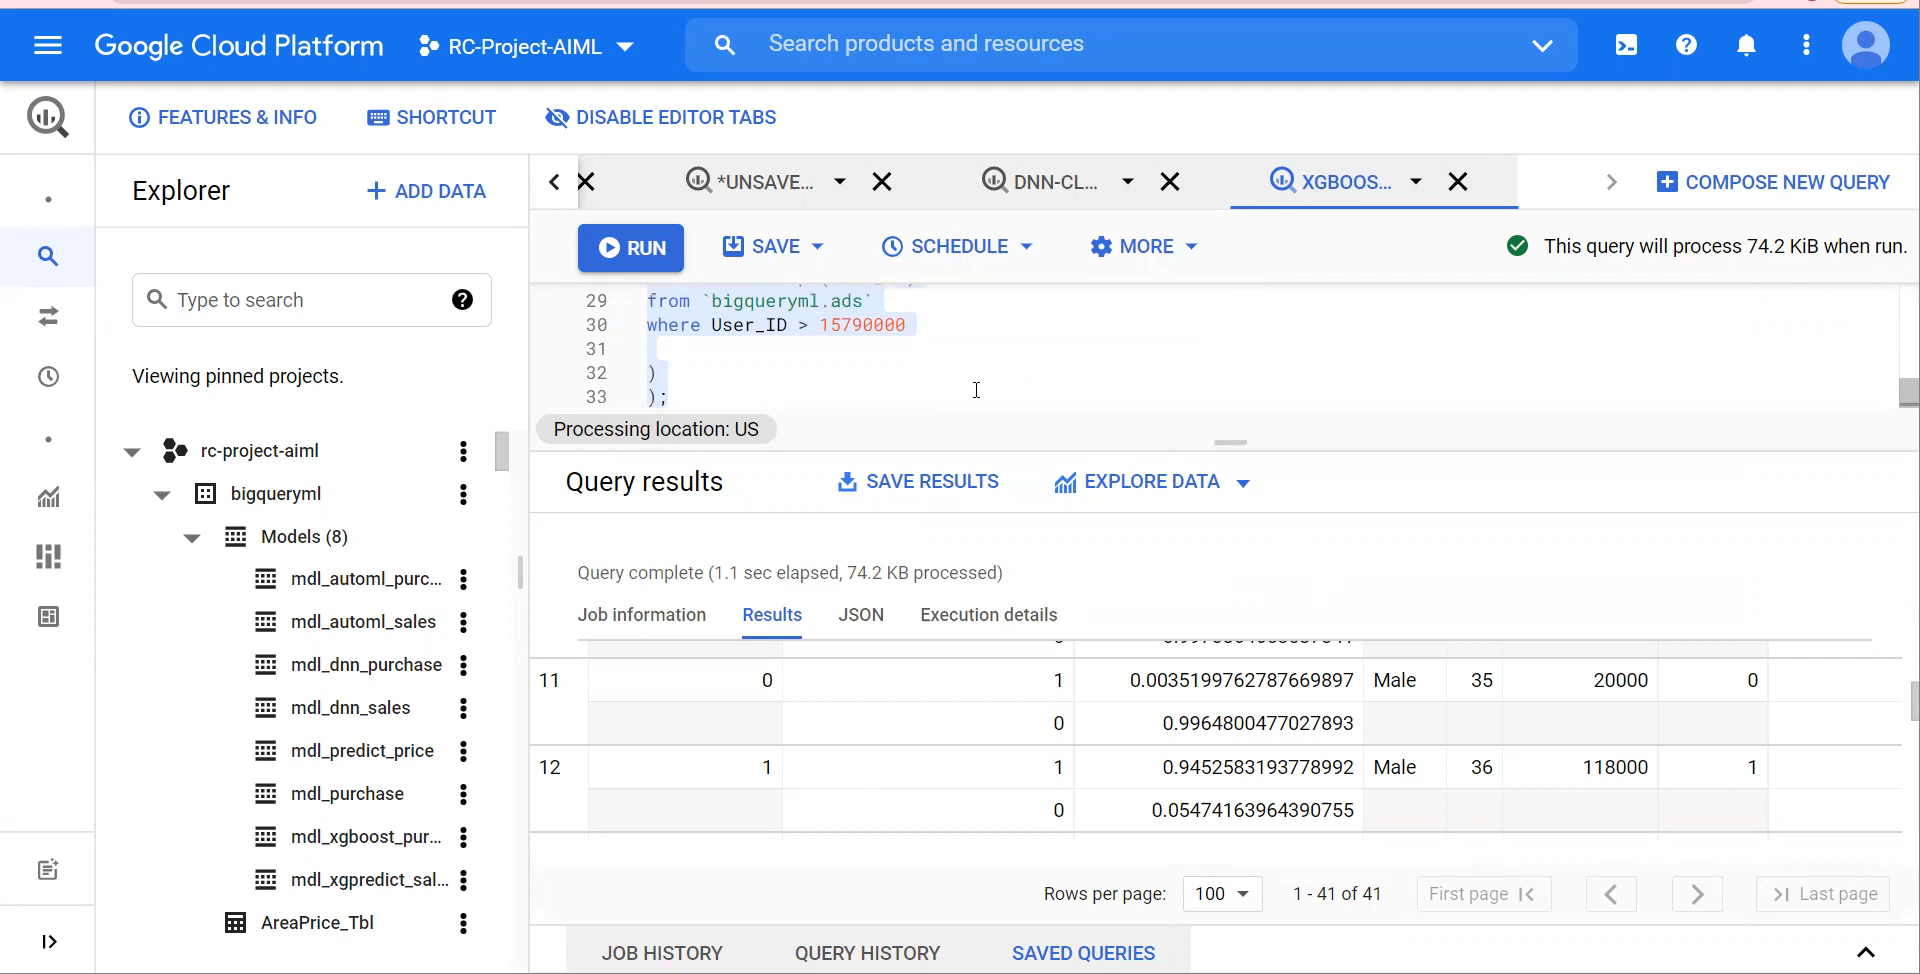 Google Cloud Platform RC-Project-AIML Search products and resources
FEATURES & INFO SHORTCUT DISABLE EDITOR TABS
Explorer ADD DATA
*UNSAVE... DNN-CL... XGBOOS... COMPOSE NEW QUERY
RUN SAVE SCHEDULE MORE This query will process 74.2 KiB when run.
Type to search
Viewing pinned projects.
rc-project-aiml
bigqueryml
Models (8)
mdl_automl_purc...
mdl_automl_sales
mdl_dnn_purchase
mdl_dnn_sales
mdl_predict_price
mdl_purchase
mdl_xgboost_pur...
mdl_xgpredict_sal...
AreaPrice_Tbl
29 from `bigqueryml.ads`
30 where User_ID > 15790000
31
32 )
33 );
Processing location: US
Query results SAVE RESULTS EXPLORE DATA
Query complete (1.1 sec elapsed, 74.2 KB processed)
Job information Results JSON Execution details
11 0 1 0.0035199762787669897 Male 35 20000 0
0 0.9964800477027893
12 1 1 0.9452583193778992 Male 36 118000 1
0 0.05474163964390755
Rows per page: 100 1 - 41 of 41 First page Last page
JOB HISTORY QUERY HISTORY SAVED QUERIES